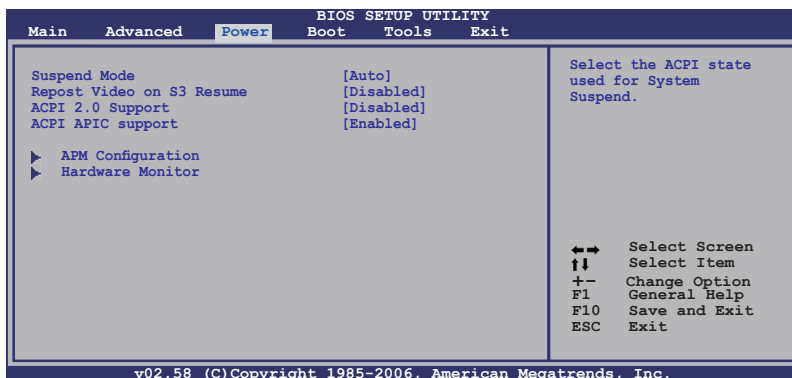 BIOS SETUP UTILITY
Main Advanced Power Boot Tools Exit
Suspend Mode [Auto]
Repost Video on S3 Resume [Disabled]
ACPI 2.0 Support [Disabled]
ACPI APIC support [Enabled]
APM Configuration
Hardware Monitor
Select the ACPI state
used for System
Suspend.
←→ Select Screen
↑↓ Select Item
+- Change Option
F1 General Help
F10 Save and Exit
ESC Exit
v02.58 (C)Copyright 1985-2006, American Megatrends, Inc.